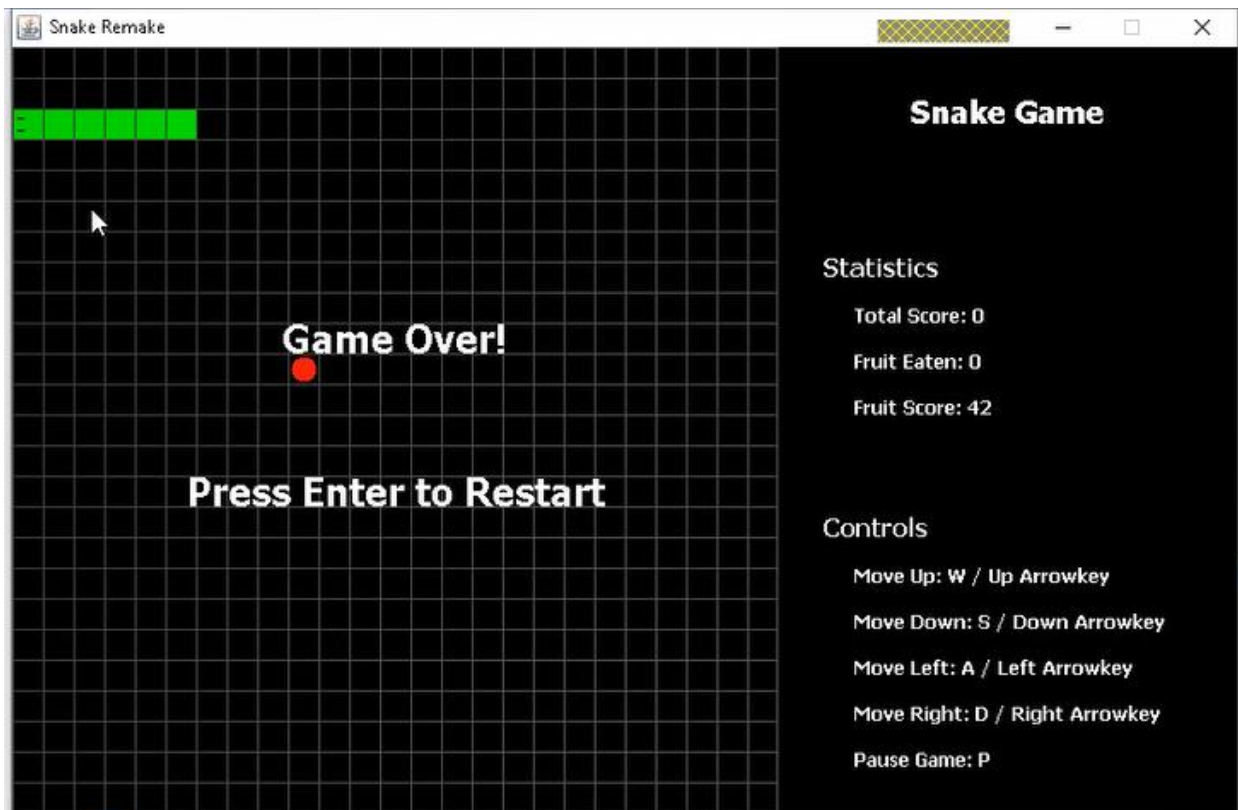 Snake Remake
Snake Game
Statistics
Total Score: 0
Fruit Eaten: 0
Fruit Score: 42
Game Over!
Press Enter to Restart
Controls
Move Up: W / Up Arrowkey
Move Down: S / Down Arrowkey
Move Left: A / Left Arrowkey
Move Right: D / Right Arrowkey
Pause Game: P